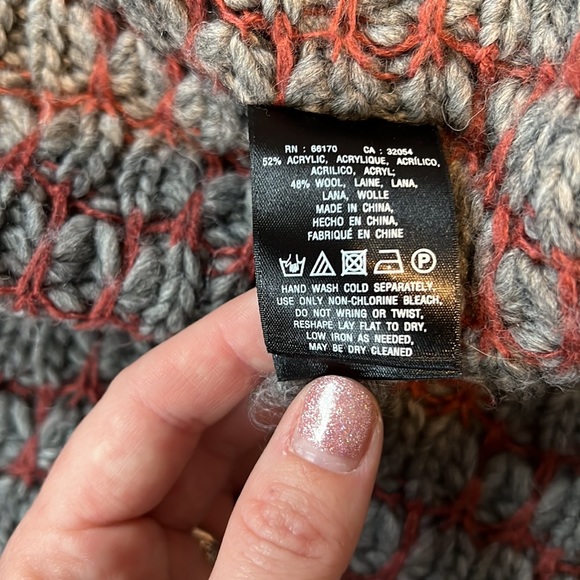 RN : 66170 CA : 32054
52% ACRYLIC, ACRYLIQUE, ACRÍLICO,
ACRILICO, ACRYL;
48% WOOL, LAINE, LANA,
LANA, WOLLE
MADE IN CHINA,
HECHO EN CHINA,
FABRIQUÉ EN CHINE
P
HAND WASH COLD SEPARATELY.
USE ONLY NON-CHLORINE BLEACH.
DO NOT WRING OR TWIST,
RESHAPE LAY FLAT TO DRY,
LOW IRON AS NEEDED,
MAY BE DRY CLEANED